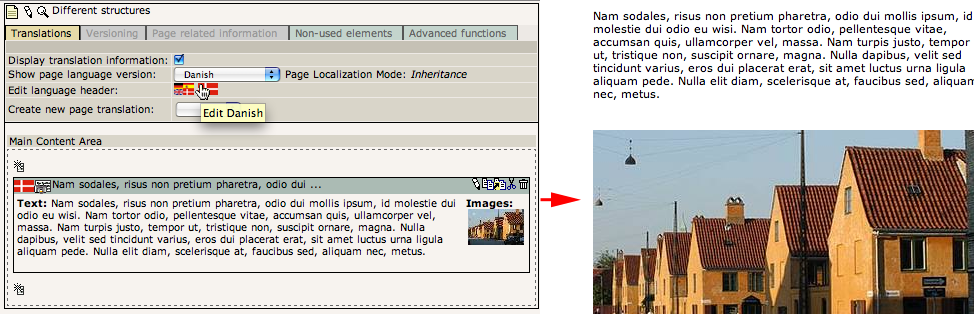 Different structures
Translations Versioning Page related information Non-used elements Advanced functions
Display translation information:
Show page language version: Danish Page Localization Mode: Inheritance
Edit language header:
Edit Danish
Create new page translation:
Main Content Area
Nam sodales, risus non pretium pharetra, odio dui ...
Text: Nam sodales, risus non pretium pharetra, odio dui mollis ipsum, id molestie dui
odio eu wisi. Nam tortor odio, pellentesque vitae, accumsan quis, ullamcorper vel,
massa. Nam turpis justo, tempor ut, tristique non, suscipit ornare, magna. Nulla
dapibus, velit sed tincidunt varius, eros dui placerat erat, sit amet luctus urna ligula
aliquam pede. Nulla elit diam, scelerisque at, faucibus sed, aliquam nec, metus.
Images:
Nam sodales, risus non pretium pharetra, odio dui mollis ipsum, id
molestie dui odio eu wisi. Nam tortor odio, pellentesque vitae,
accumsan quis, ullamcorper vel, massa. Nam turpis justo, tempor
ut, tristique non, suscipit ornare, magna. Nulla dapibus, velit sed
tincidunt varius, eros dui placerat erat, sit amet luctus urna ligula
aliquam pede. Nulla elit diam, scelerisque at, faucibus sed, aliquam
nec, metus.